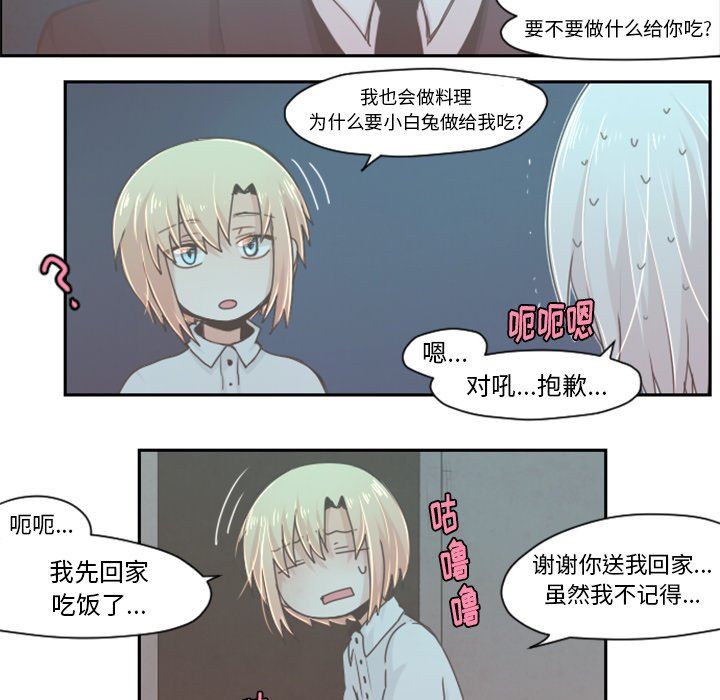 要不要做什么给你吃?
我也会做料理
为什么要小白兔做给我吃?
?
呃呃嗯
嗯...
对吼...抱歉...
呃呃...
我先回家
吃饭了...
咕噜噜
谢谢你送我回家...
虽然我不记得...